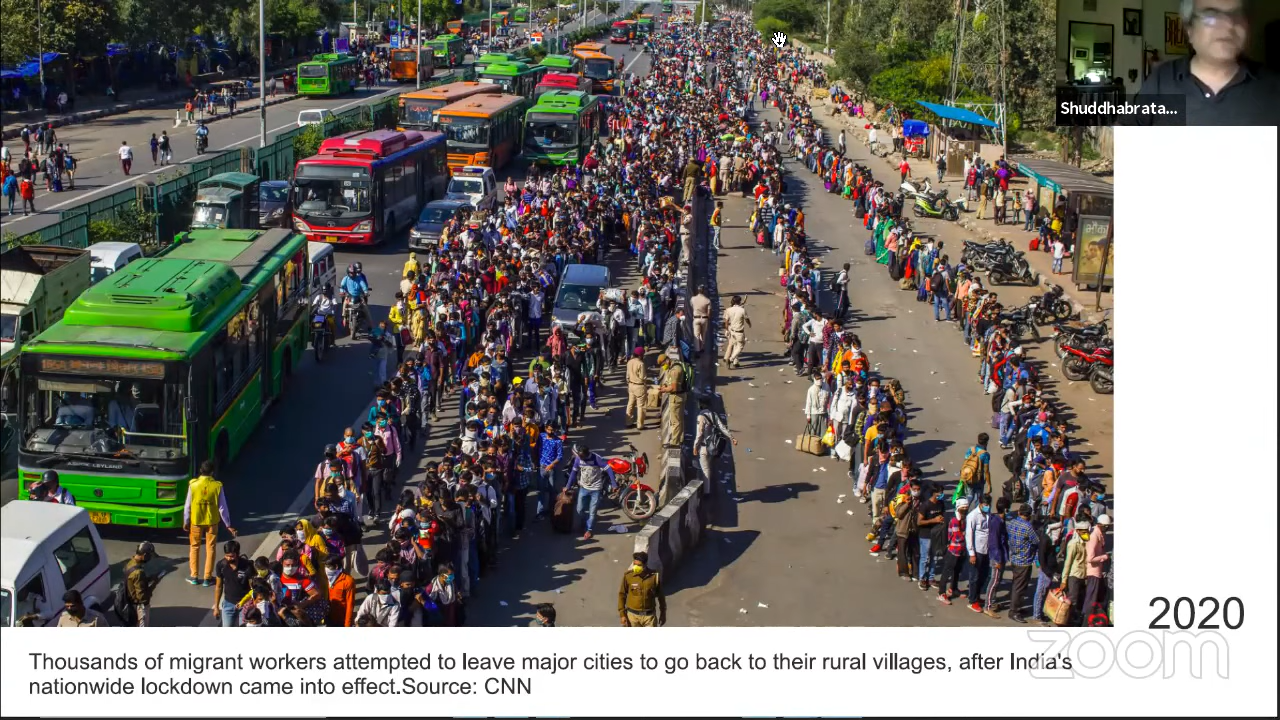 Shuddhabrata...
2020
zoom
Thousands of migrant workers attempted to leave major cities to go back to their rural villages, after India's
nationwide lockdown came into effect.Source: CNN